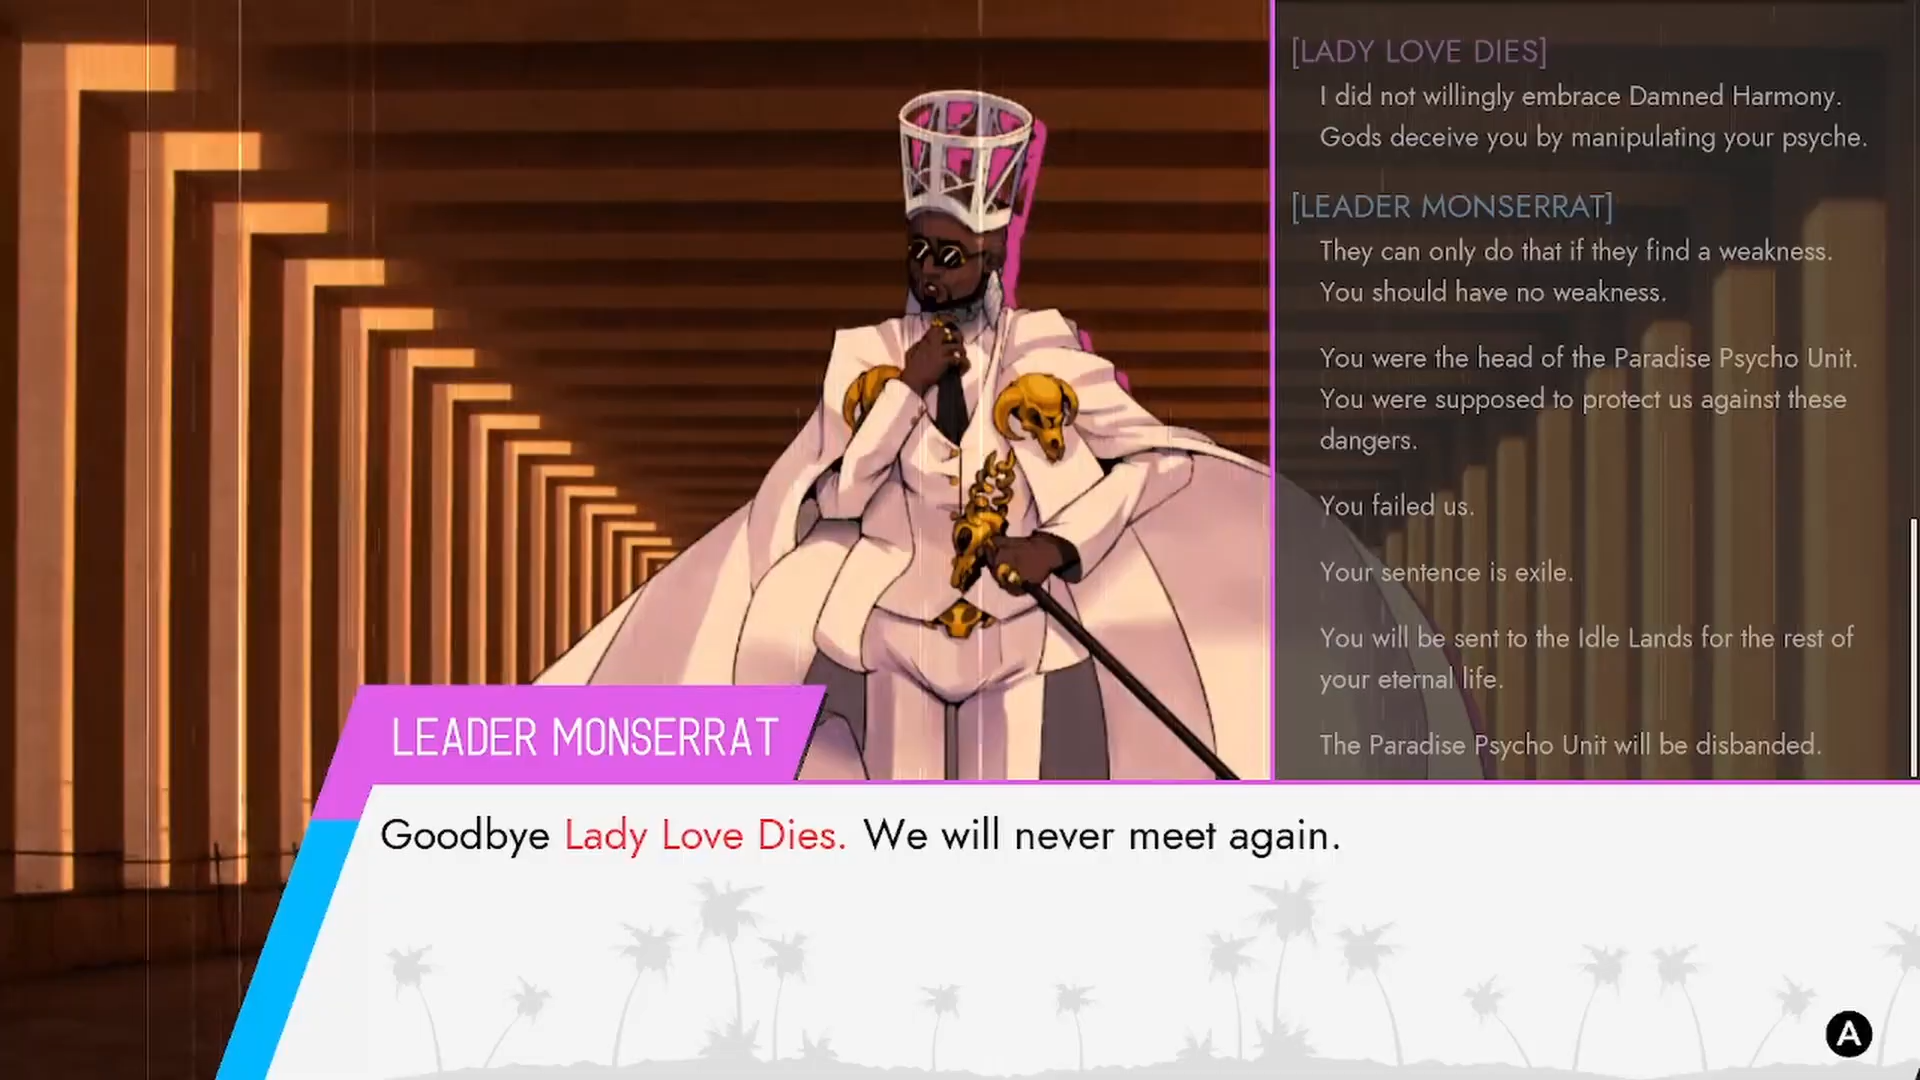 [LADY LOVE DIES]
I did not willingly embrace Damned Harmony.
Gods deceive you by manipulating your psyche.
[LEADER MONSERRAT]
They can only do that if they find a weakness.
You should have no weakness.
You were the head of the Paradise Psycho Unit.
You were supposed to protect us against these
dangers.
You failed us.
Your sentence is exile.
You will be sent to the Idle Lands for the rest of
your eternal life.
The Paradise Psycho Unit will be disbanded.
LEADER MONSERRAT
Goodbye Lady Love Dies. We will never meet again.
A